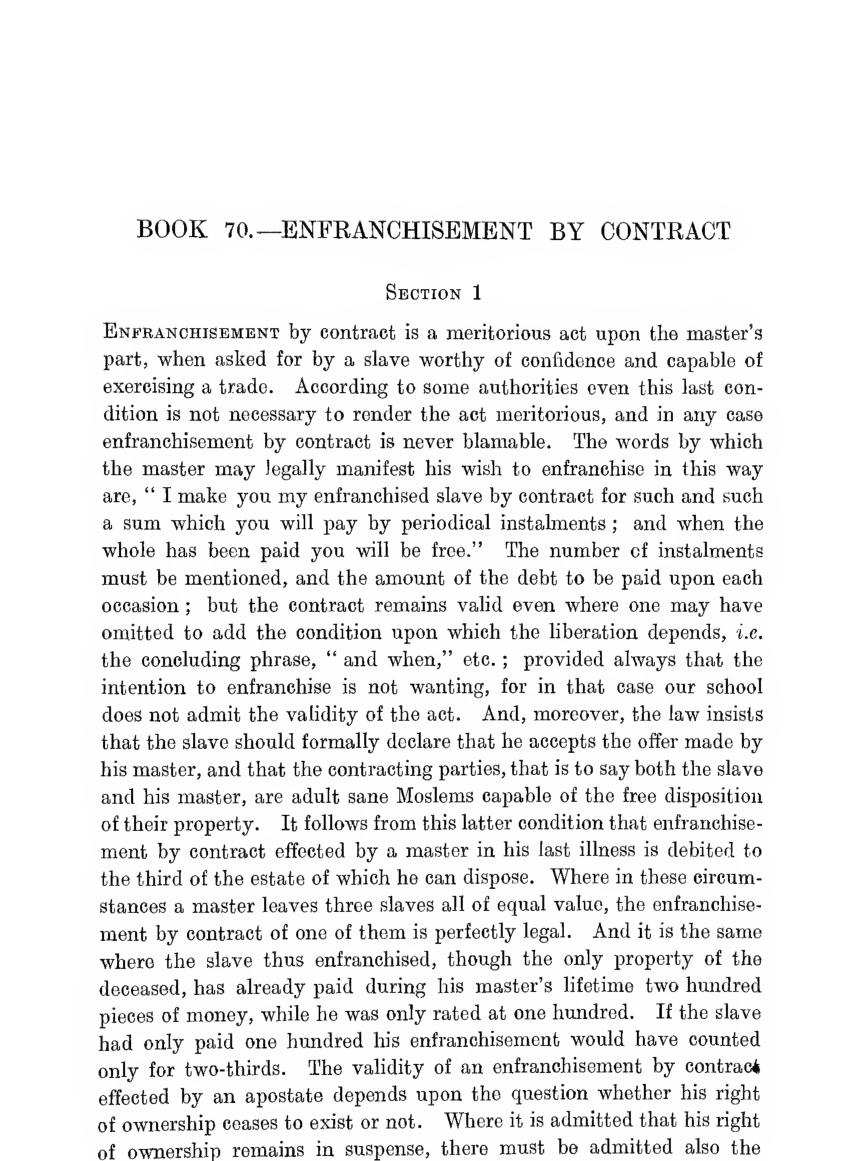 BOOK 70.—ENFRANCHISEMENT BY CONTRACT
Section 1
Enfranchisement by contract is a meritorious act upon the master's
part, when asked for by a slave worthy of confidence and capable of
exercising a trade. According to some authorities even this last con-
dition is not necessary to render the act meritorious, and in any case
enfranchisement by contract is never blamable. The words by which
the master may legally manifest his wish to enfranchise in this way
are, “ I make you my enfranchised slave by contract for such and such
a sum which you will pay by periodical instalments ; and when the
whole has been paid you will be free.” The number of instalments
must be mentioned, and the amount of the debt to be paid upon each
occasion ; but the contract remains valid even where one may have
omitted to add the condition upon which the liberation depends, i.e.
the concluding phrase, “ and when,” etc. ; provided always that the
intention to enfranchise is not wanting, for in that case our school
does not admit the validity of the act. And, moreover, the law insists
that the slave should formally declare that he accepts the offer made by
his master, and that the contracting parties, that is to say both the slave
and his master, are adult sane Moslems capable of the free disposition
of their property. It follows from this latter condition that enfranchise-
ment by contract effected by a master in his last illness is debited to
the third of the estate of which he can dispose. Where in these circum-
stances a master leaves three slaves all of equal value, the enfranchise-
ment by contract of one of them is perfectly legal. And it is the same
where the slave thus enfranchised, though the only property of the
deceased, has already paid during his master's lifetime two hundred
pieces of money, while he was only rated at one hundred. If the slave
had only paid one hundred his enfranchisement would have counted
only for two-thirds. The validity of an enfranchisement by contract
effected by an apostate depends upon the question whether his right
of ownership ceases to exist or not. Where it is admitted that his right
of ownership remains in suspense, there must be admitted also the